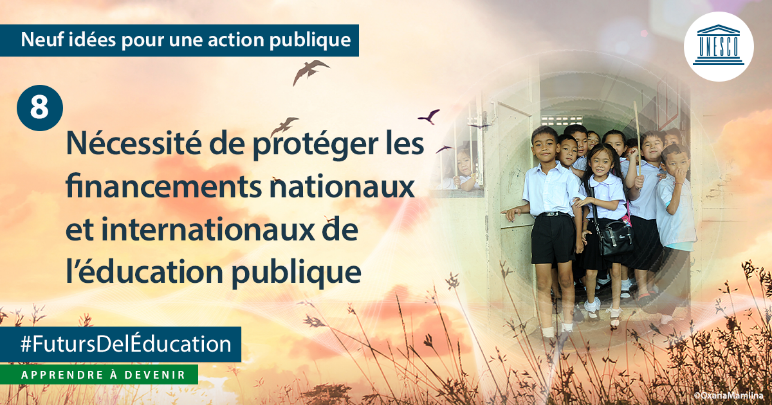 Neuf idées pour une action publique
UNESCO
8
Nécessité de protéger les
financements nationaux
et internationaux de
l'éducation publique
#FutursDelÉducation
APPRENDRE À DEVENIR